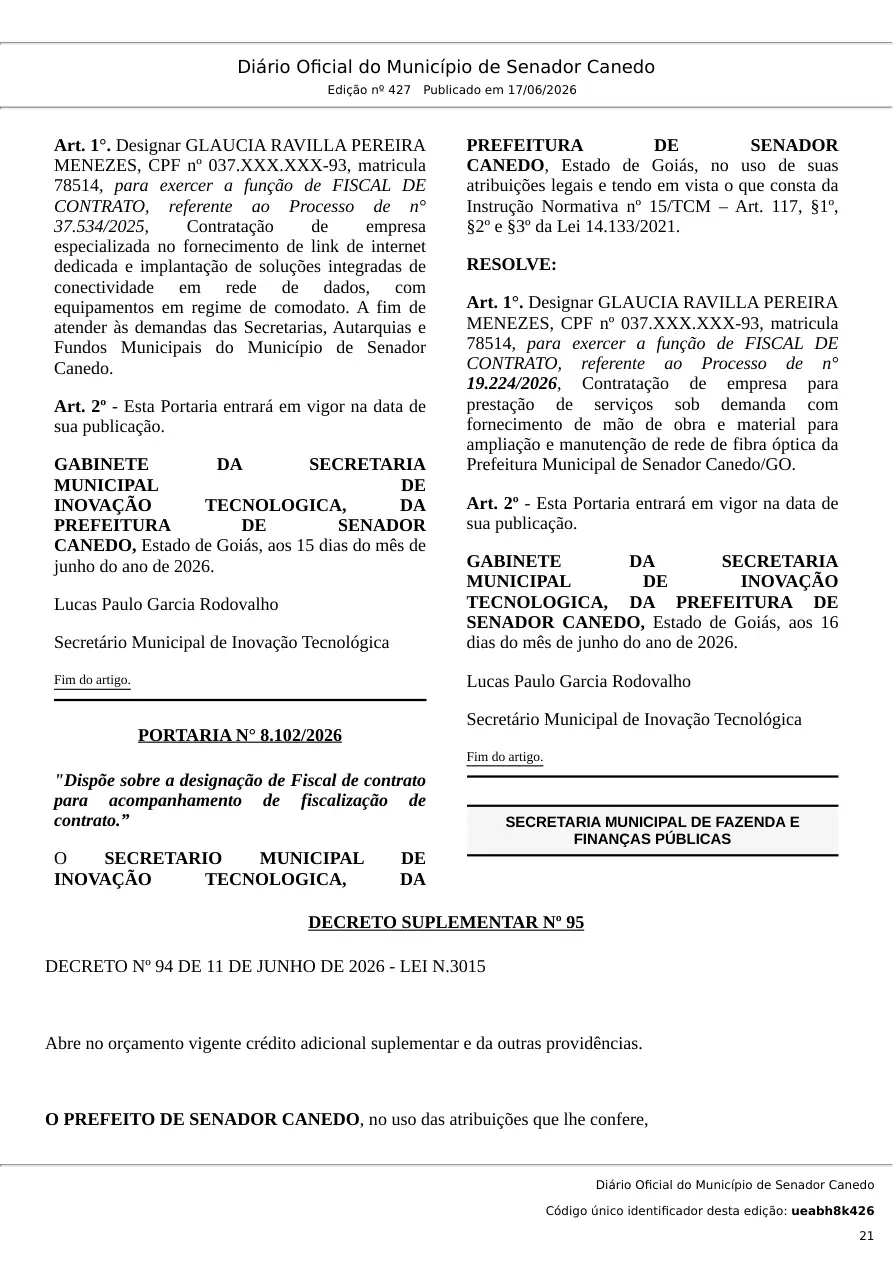 Diário Oficial do Município de Senador Canedo
Edição nº 427 Publicado em 17/06/2026
Art. 1°. Designar GLAUCIA RAVILLA PEREIRA
MENEZES, CPF nº 037.XXX.XXX-93, matricula
78514, para exercer a função de FISCAL DE
CONTRATO, referente ao Processo de n°
37.534/2025, Contratação de empresa
especializada no fornecimento de link de internet
dedicada e implantação de soluções integradas de
conectividade em rede de dados, com
equipamentos em regime de comodato. A fim de
atender às demandas das Secretarias, Autarquias e
Fundos Municipais do Município de Senador
Canedo.
Art. 2º - Esta Portaria entrará em vigor na data de
sua publicação.
GABINETE DA SECRETARIA
MUNICIPAL DE
INOVAÇÃO TECNOLOGICA, DA
PREFEITURA DE SENADOR
CANEDO, Estado de Goiás, aos 15 dias do mês de
junho do ano de 2026.
Lucas Paulo Garcia Rodovalho
Secretário Municipal de Inovação Tecnológica
Fim do artigo.
PORTARIA N° 8.102/2026
"Dispõe sobre a designação de Fiscal de contrato
para acompanhamento de fiscalização de
contrato.”
O SECRETARIO MUNICIPAL DE
INOVAÇÃO TECNOLOGICA, DA
PREFEITURA DE SENADOR
CANEDO, Estado de Goiás, no uso de suas
atribuições legais e tendo em vista o que consta da
Instrução Normativa nº 15/TCM – Art. 117, §1º,
§2º e §3º da Lei 14.133/2021.
RESOLVE:
Art. 1°. Designar GLAUCIA RAVILLA PEREIRA
MENEZES, CPF nº 037.XXX.XXX-93, matricula
78514, para exercer a função de FISCAL DE
CONTRATO, referente ao Processo de n°
19.224/2026, Contratação de empresa para
prestação de serviços sob demanda com
fornecimento de mão de obra e material para
ampliação e manutenção de rede de fibra óptica da
Prefeitura Municipal de Senador Canedo/GO.
Art. 2º - Esta Portaria entrará em vigor na data de
sua publicação.
GABINETE DA SECRETARIA
MUNICIPAL DE INOVAÇÃO
TECNOLOGICA, DA PREFEITURA DE
SENADOR CANEDO, Estado de Goiás, aos 16
dias do mês de junho do ano de 2026.
Lucas Paulo Garcia Rodovalho
Secretário Municipal de Inovação Tecnológica
Fim do artigo.
SECRETARIA MUNICIPAL DE FAZENDA E
FINANÇAS PÚBLICAS
DECRETO SUPLEMENTAR Nº 95
DECRETO Nº 94 DE 11 DE JUNHO DE 2026 - LEI N.3015
Abre no orçamento vigente crédito adicional suplementar e da outras providências.
O PREFEITO DE SENADOR CANEDO, no uso das atribuições que lhe confere,
Diário Oficial do Município de Senador Canedo
Código único identificador desta edição: ueabh8k426
21